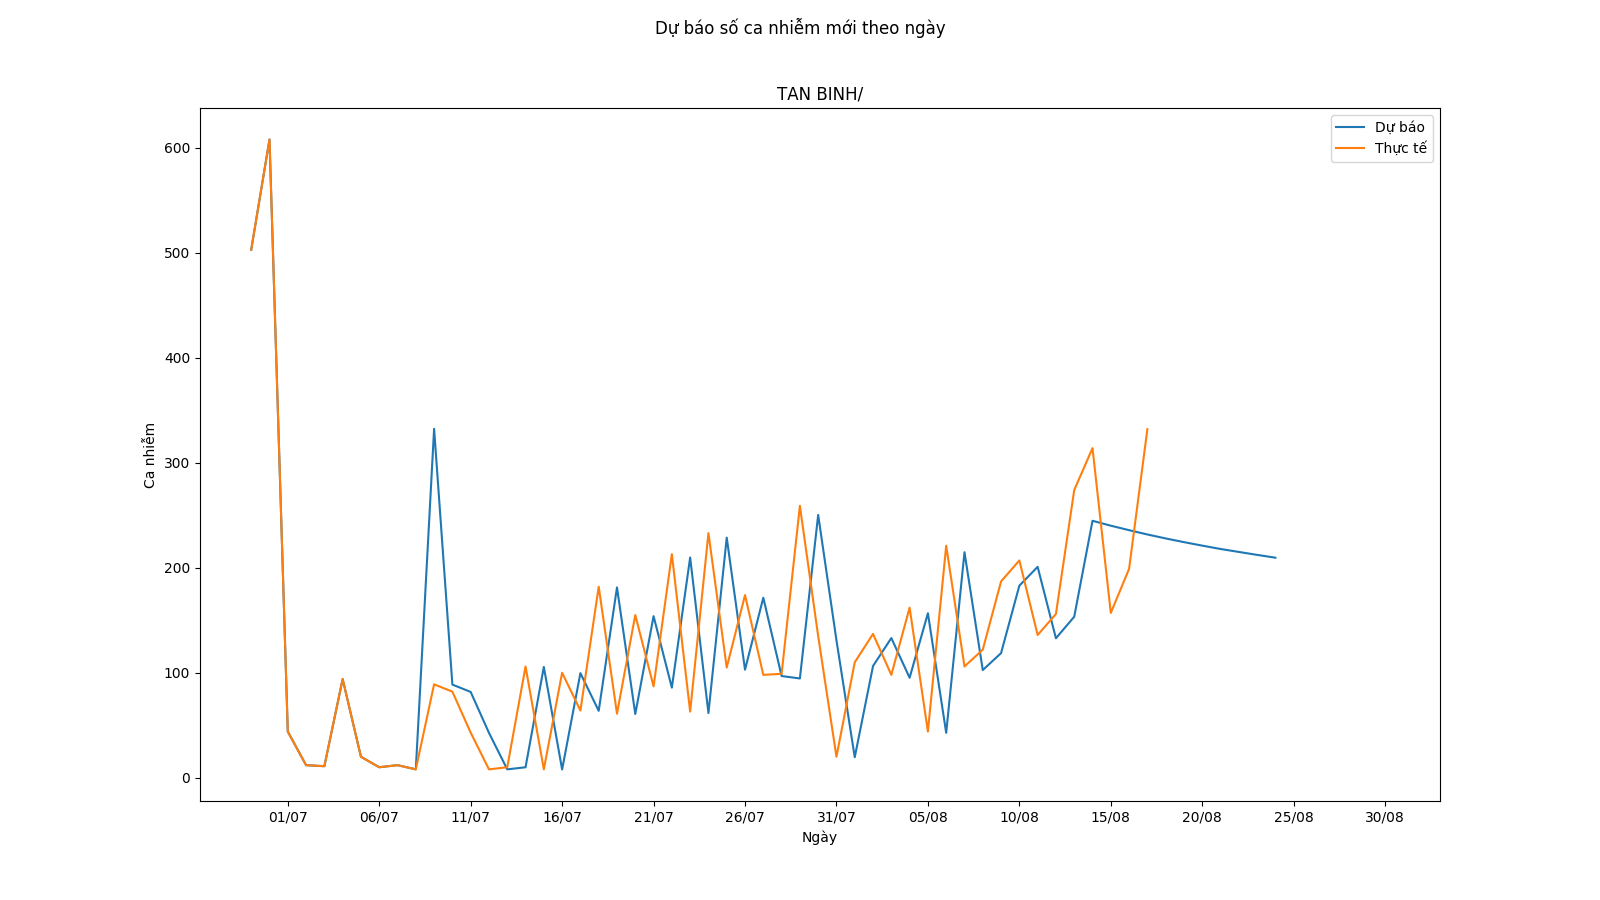 Dự báo số ca nhiễm mới theo ngày
TAN BINH/
Dự báo
Thực tế
600
500
400
300
200
100
0
Ca nhiễm
01/07 06/07 11/07 16/07 21/07 26/07 31/07 05/08 10/08 15/08 20/08 25/08 30/08
Ngày